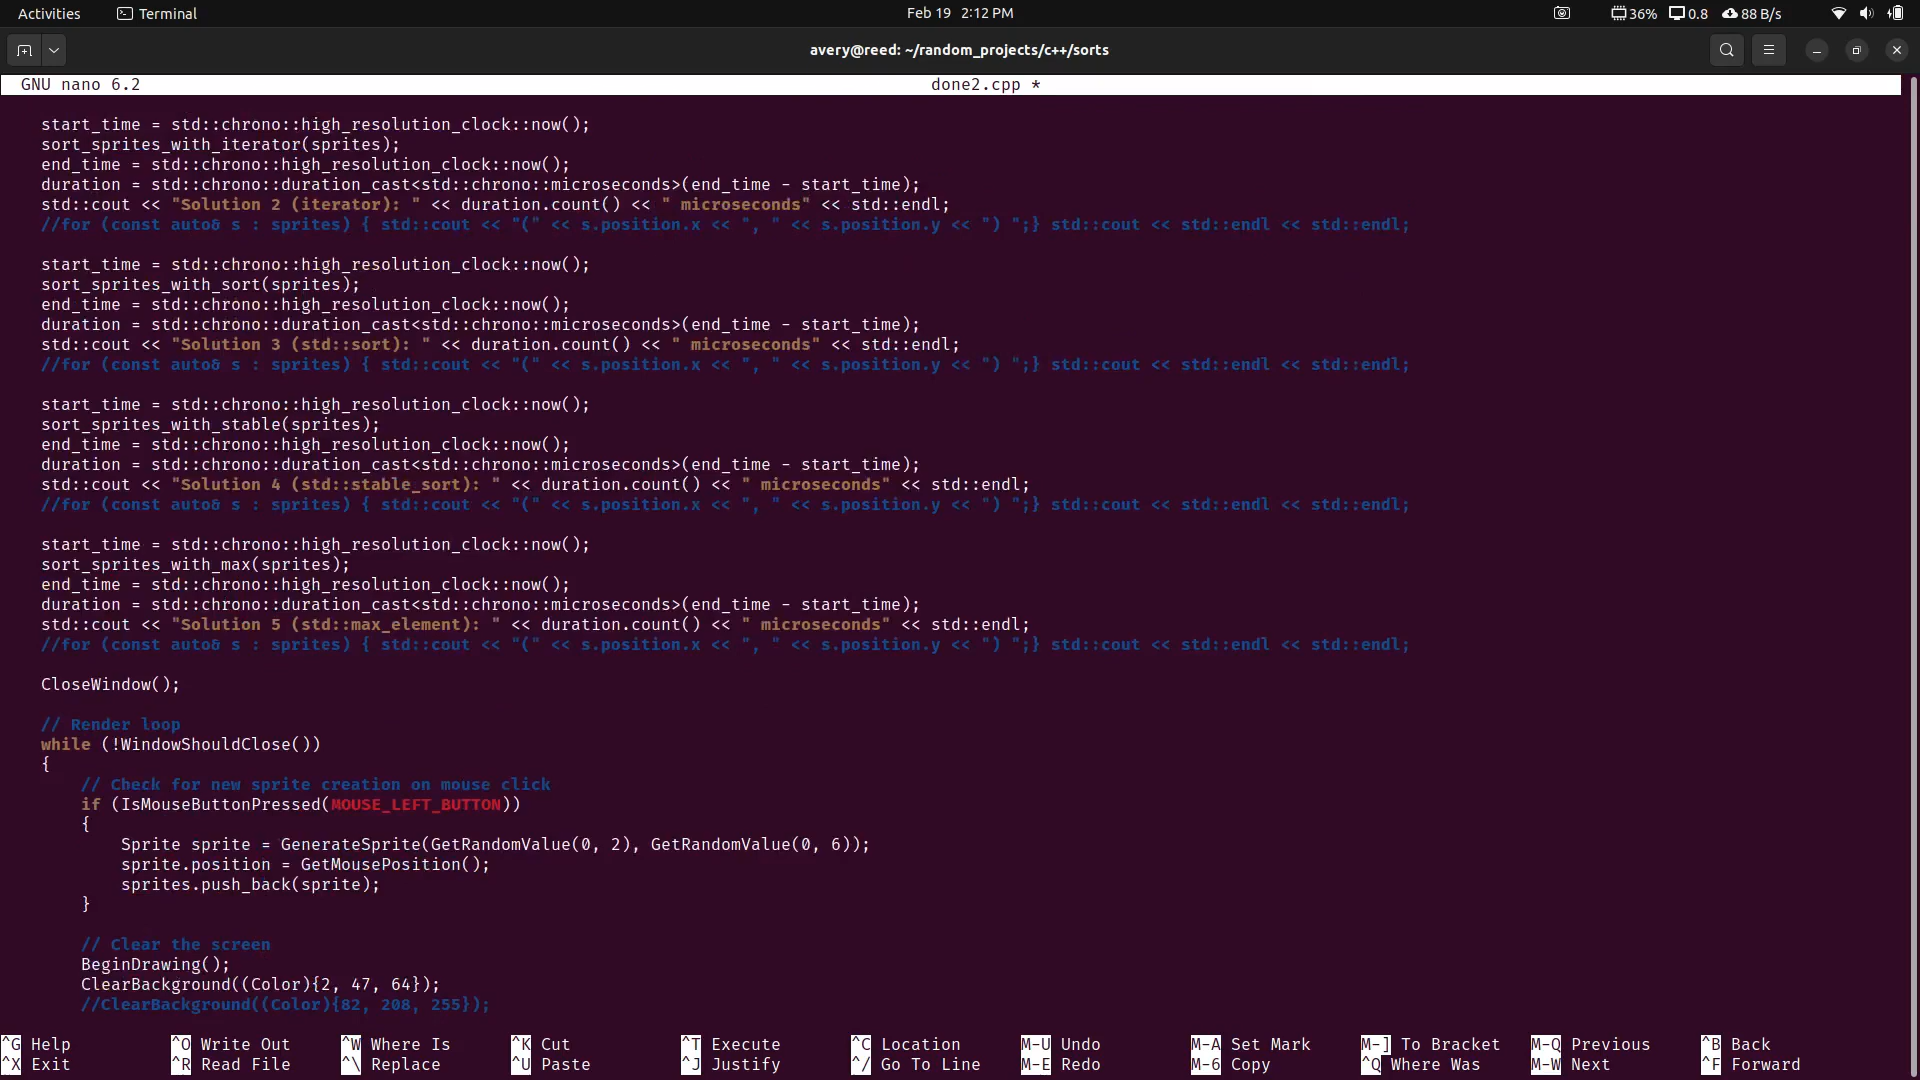 Activities Terminal Feb 19 2:12 PM 36% 0.8 88 B/s
avery@reed: ~/random_projects/c++/sorts
GNU nano 6.2 done2.cpp *
start_time = std::chrono::high_resolution_clock::now();
sort_sprites_with_iterator(sprites);
end_time = std::chrono::high_resolution_clock::now();
duration = std::chrono::duration_cast<std::chrono::microseconds>(end_time - start_time);
std::cout << "Solution 2 (iterator): " << duration.count() << " microseconds" << std::endl;
//for (const auto& s : sprites) { std::cout << "(" << s.position.x << ", " << s.position.y << ") ";} std::cout << std::endl << std::endl;
start_time = std::chrono::high_resolution_clock::now();
sort_sprites_with_sort(sprites);
end_time = std::chrono::high_resolution_clock::now();
duration = std::chrono::duration_cast<std::chrono::microseconds>(end_time - start_time);
std::cout << "Solution 3 (std::sort): " << duration.count() << " microseconds" << std::endl;
//for (const auto& s : sprites) { std::cout << "(" << s.position.x << ", " << s.position.y << ") ";} std::cout << std::endl << std::endl;
start_time = std::chrono::high_resolution_clock::now();
sort_sprites_with_stable(sprites);
end_time = std::chrono::high_resolution_clock::now();
duration = std::chrono::duration_cast<std::chrono::microseconds>(end_time - start_time);
std::cout << "Solution 4 (std::stable_sort): " << duration.count() << " microseconds" << std::endl;
//for (const auto& s : sprites) { std::cout << "(" << s.position.x << ", " << s.position.y << ") ";} std::cout << std::endl << std::endl;
start_time = std::chrono::high_resolution_clock::now();
sort_sprites_with_max(sprites);
end_time = std::chrono::high_resolution_clock::now();
duration = std::chrono::duration_cast<std::chrono::microseconds>(end_time - start_time);
std::cout << "Solution 5 (std::max_element): " << duration.count() << " microseconds" << std::endl;
//for (const auto& s : sprites) { std::cout << "(" << s.position.x << ", " << s.position.y << ") ";} std::cout << std::endl << std::endl;
CloseWindow();
// Render loop
while (!WindowShouldClose())
{
// Check for new sprite creation on mouse click
if (IsMouseButtonPressed(MOUSE_LEFT_BUTTON))
{
Sprite sprite = GenerateSprite(GetRandomValue(0, 2), GetRandomValue(0, 6));
sprite.position = GetMousePosition();
sprites.push_back(sprite);
}
// Clear the screen
BeginDrawing();
ClearBackground((Color){2, 47, 64});
//ClearBackground((Color){82, 208, 255});
^G Help ^O Write Out ^W Where Is ^K Cut ^T Execute ^C Location M-U Undo M-A Set Mark M-] To Bracket M-Q Previous ^B Back
^X Exit ^R Read File ^\ Replace ^U Paste ^J Justify ^/ Go To Line M-E Redo M-6 Copy ^Q Where Was M-W Next ^F Forward